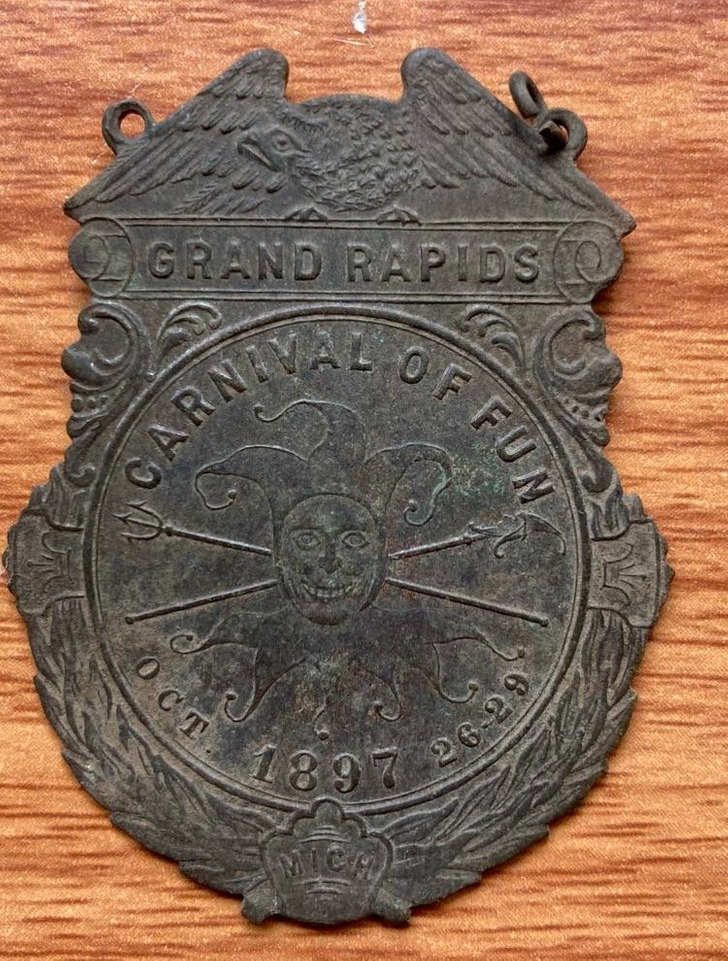 GRAND RAPIDS
CARNIVAL OF FUN
OCT. 26-29.
1897
MICH